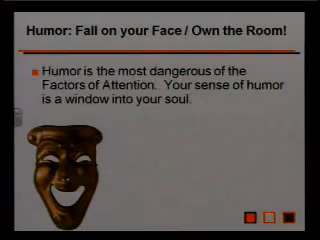 Humor: Fall on your Face / Own the Room!
Humor is the most dangerous of the
Factors of Attention.. Your sense of humor
is a window into your soul.